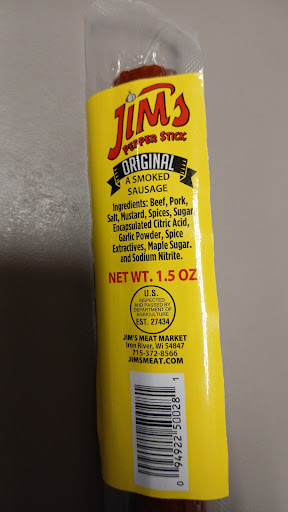 JIM's
PEPPER STICK
ORIGINAL
A SMOKED
SAUSAGE
Ingredients: Beef, Pork,
Salt, Mustard, Spices, Sugar
Encapsulated Citric Acid,
Garlic Powder, Spice
Extractives, Maple Sugar.
and Sodium Nitrite.
NET WT. 1.5 OZ
U.S.
INSPECTED
AND PASSED BY
DEPARTMENT OF
AGRICULTURE
EST. 27434
JIM'S MEAT MARKET
Iron River, Wi 54847
715-372-8566
JIMSMEAT.COM
0 94922 50028 1